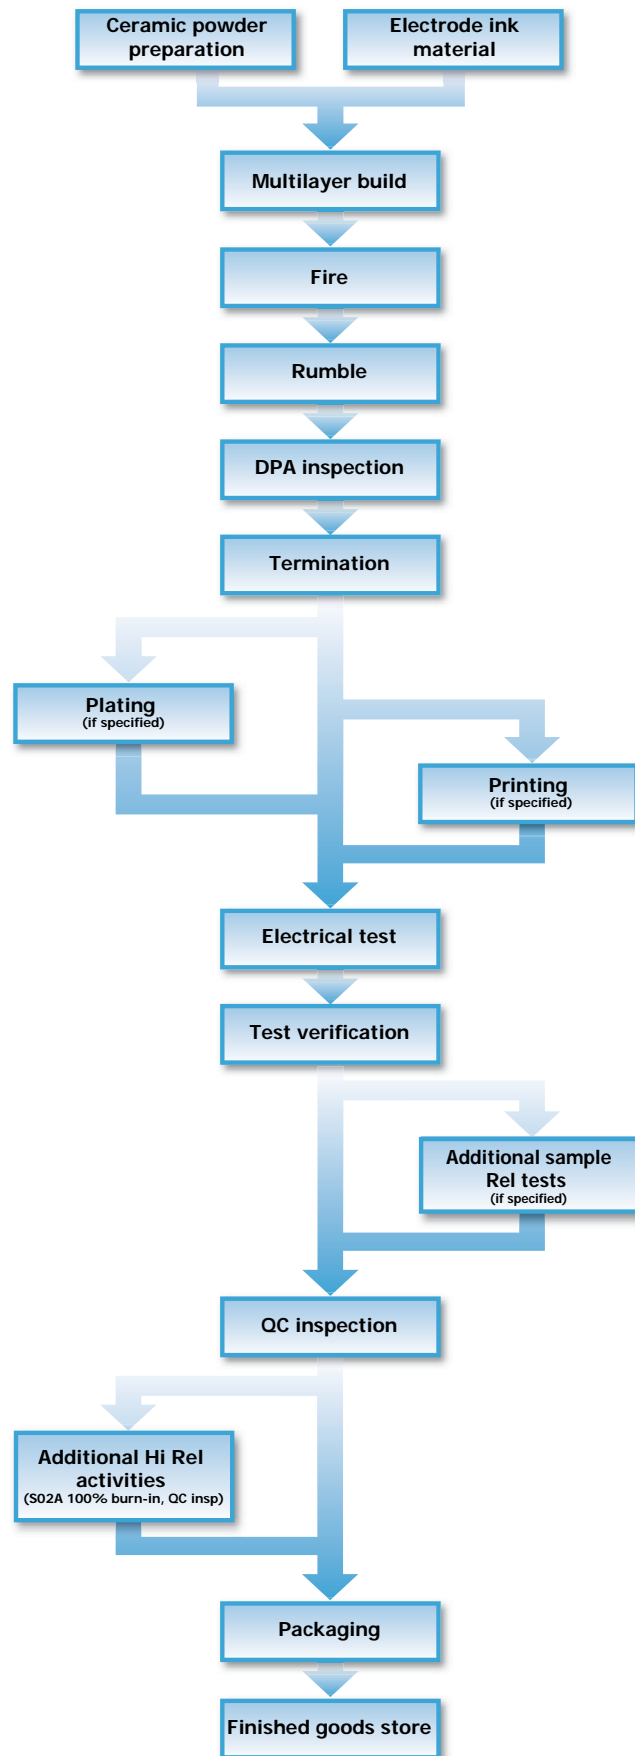 Ceramic powder
preparation
Electrode ink
material
Multilayer build
Fire
Rumble
DPA inspection
Termination
Plating
(if specified)
Printing
(if specified)
Electrical test
Test verification
Additional sample
Rel tests
(if specified)
QC inspection
Additional Hi Rel
activities
(S02A 100% burn-in, QC insp)
Packaging
Finished goods store